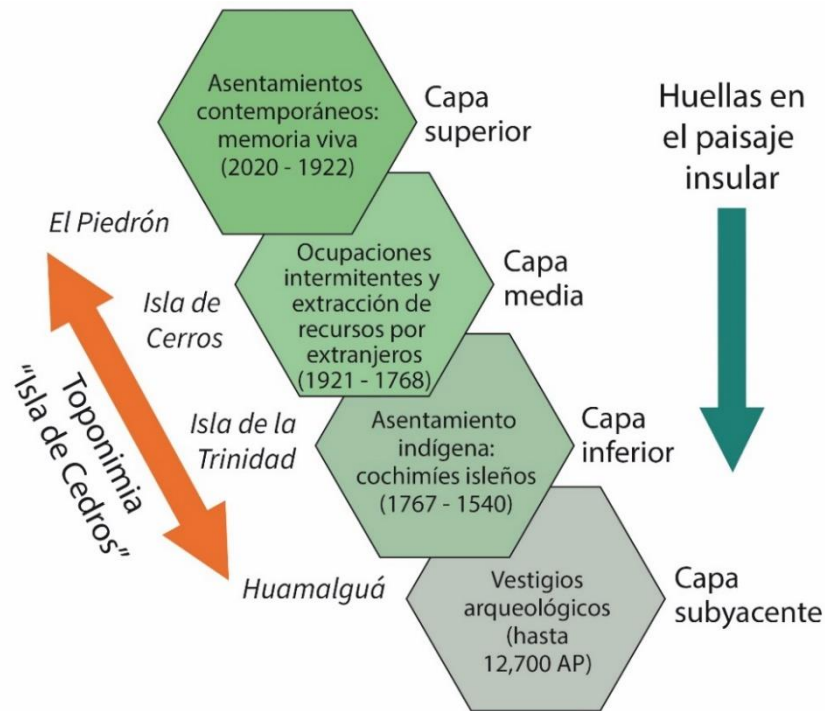 Asentamientos
contemporáneos:
memoria viva
(2020 - 1922)
Capa
superior
Huellas en
el paisaje
insular
El Piedrón
Ocupaciones
intermitentes y
extracción de
recursos por
extranjeros
(1921 - 1768)
Capa
media
Isla de
Cerros
Toponimia
"Isla de Cedros"
Isla de la
Trinidad
Asentamiento
indígena:
cochimíes isleños
(1767 - 1540)
Capa
inferior
Huamalguá
Vestigios
arqueológicos
(hasta
12,700 AP)
Capa
subyacente